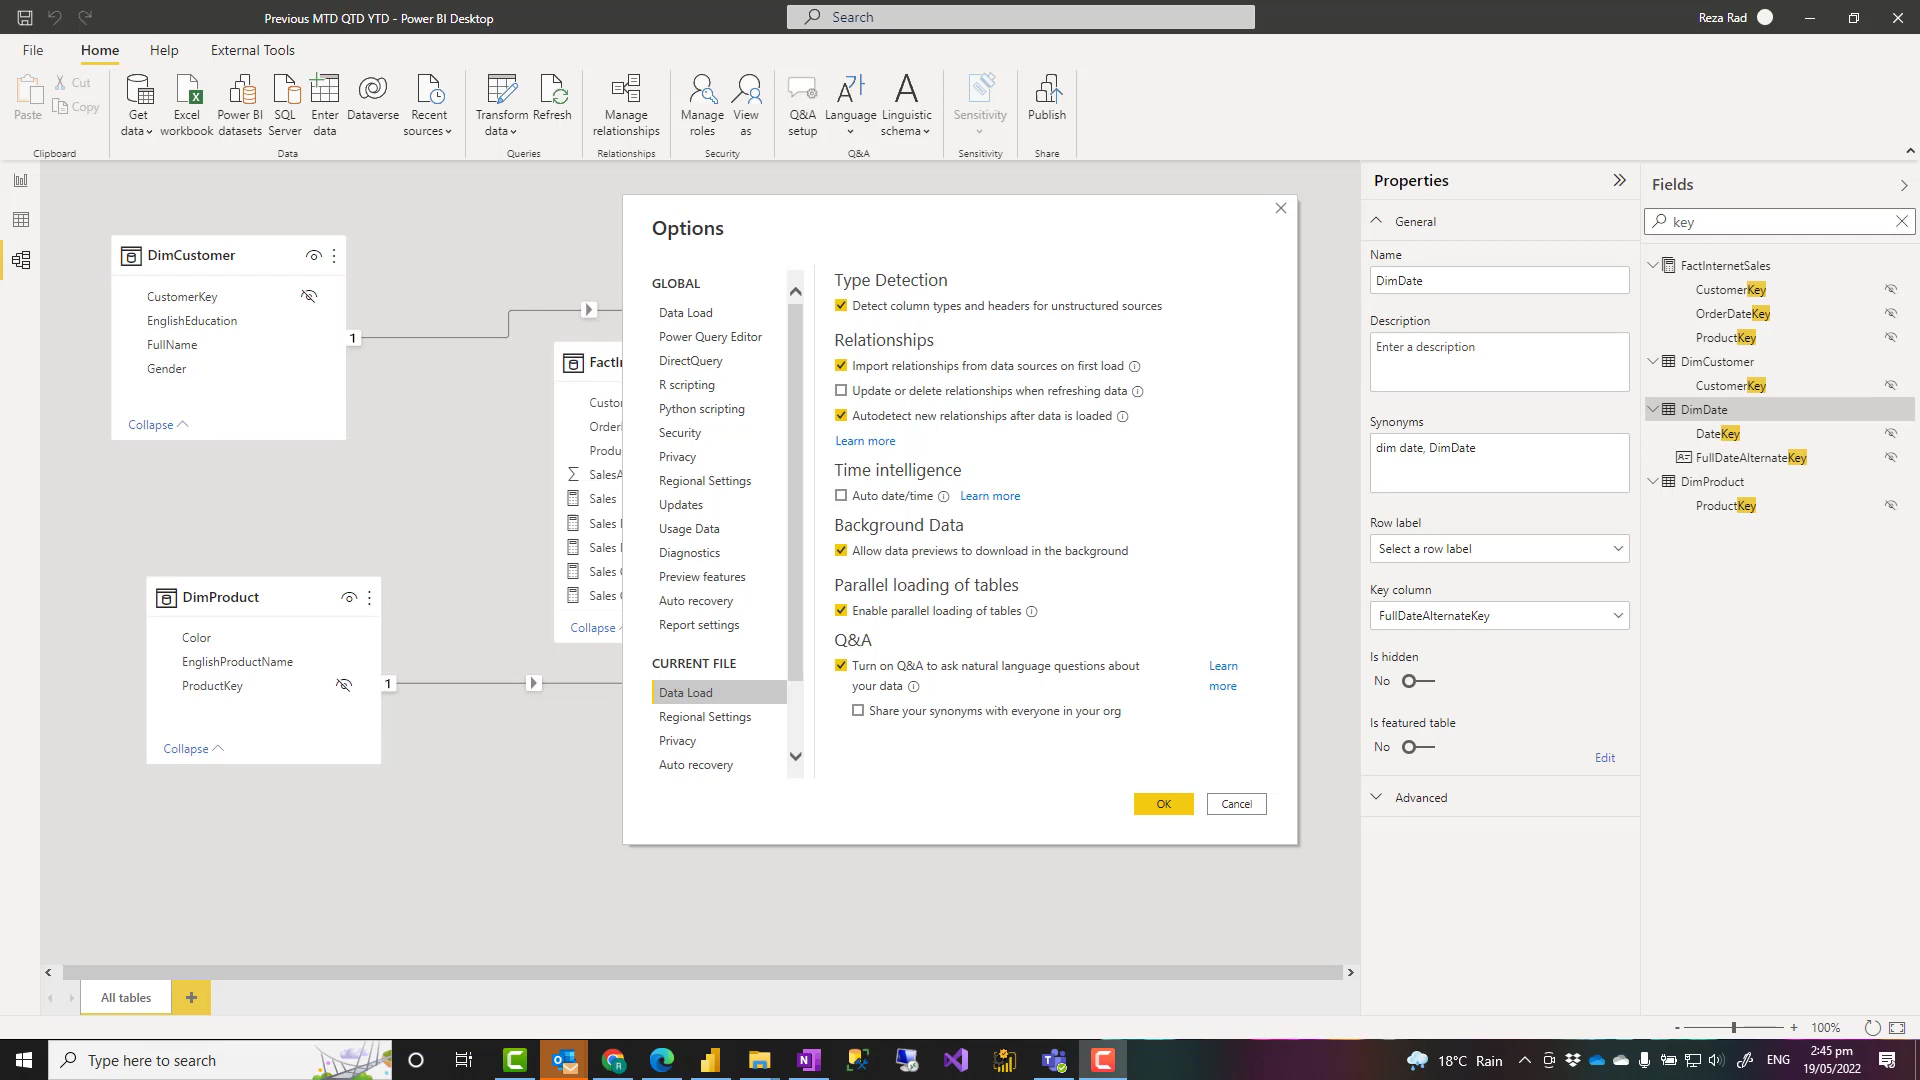 Previous MTD QTD YTD - Power BI Desktop
Search
Reza Rad
File
Home
Help
External Tools
Paste
Cut
Copy
Clipboard
Get data
Excel workbook
Power BI datasets
SQL Server
Enter data
Dataverse
Recent sources
Data
Transform data
Refresh
Queries
Manage relationships
Relationships
Manage roles
View as
Security
Q&A setup
Language
Linguistic schema
Q&A
Sensitivity
Sensitivity
Publish
Share
DimCustomer
CustomerKey
EnglishEducation
FullName
Gender
Collapse
1
DimProduct
Color
EnglishProductName
ProductKey
Collapse
1
Sales
Sales
Sales
Sales
Sales
Collapse
Options
GLOBAL
Data Load
Power Query Editor
DirectQuery
R scripting
Python scripting
Security
Privacy
Regional Settings
Updates
Usage Data
Diagnostics
Preview features
Auto recovery
Report settings
CURRENT FILE
Data Load
Regional Settings
Privacy
Auto recovery
Type Detection
Detect column types and headers for unstructured sources
Relationships
Import relationships from data sources on first load
Update or delete relationships when refreshing data
Autodetect new relationships after data is loaded
Learn more
Time intelligence
Auto date/time Learn more
Background Data
Allow data previews to download in the background
Parallel loading of tables
Enable parallel loading of tables
Q&A
Turn on Q&A to ask natural language questions about
your data
Learn
more
Share your synonyms with everyone in your org
OK
Cancel
Properties
General
Name
DimDate
Description
Enter a description
Synonyms
dim date, DimDate
Row label
Select a row label
Key column
FullDateAlternateKey
Is hidden
No
Is featured table
No
Edit
Advanced
Fields
key
FactInternetSales
CustomerKey
OrderDateKey
ProductKey
DimCustomer
CustomerKey
DimDate
DateKey
FullDateAlternateKey
DimProduct
ProductKey
All tables
+
- + 100%
Type here to search
18°C Rain
ENG
2:45 pm
19/05/2022